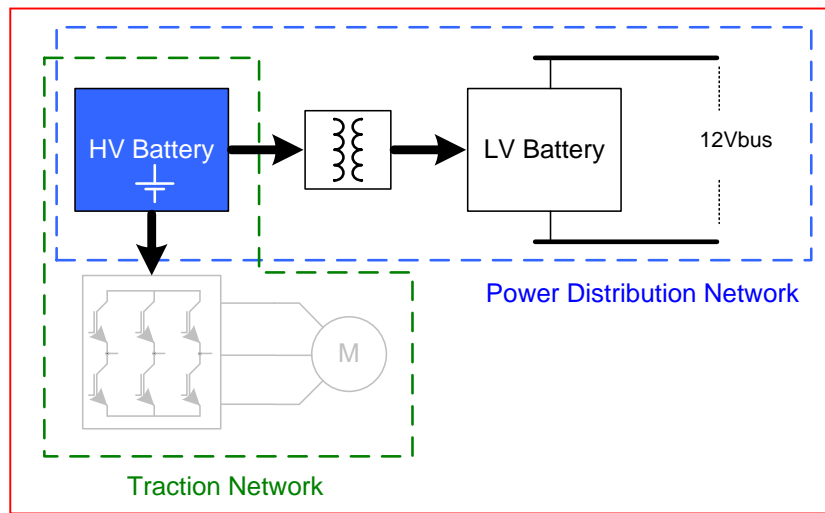 HV Battery
LV Battery
12Vbus
Power Distribution Network
M
Traction Network